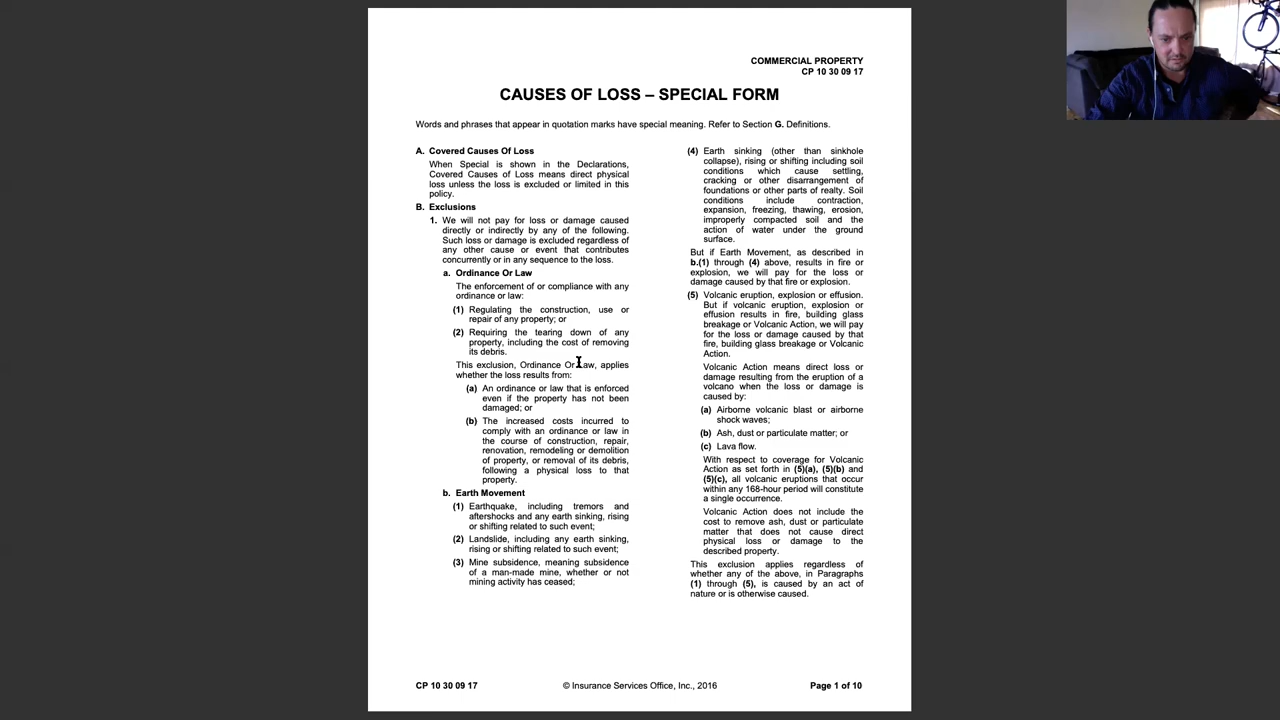 COMMERCIAL PROPERTY
CP 10 30 09 17
CAUSES OF LOSS – SPECIAL FORM
Words and phrases that appear in quotation marks have special meaning. Refer to Section G. Definitions.
A. Covered Causes Of Loss
When Special is shown in the Declarations,
Covered Causes of Loss means direct physical
loss unless the loss is excluded or limited in this
policy.
B. Exclusions
1. We will not pay for loss or damage caused
directly or indirectly by any of the following.
Such loss or damage is excluded regardless of
any other cause or event that contributes
concurrently or in any sequence to the loss.
a. Ordinance Or Law
The enforcement of or compliance with any
ordinance or law:
(1) Regulating the construction, use or
repair of any property; or
(2) Requiring the tearing down of any
property, including the cost of removing
its debris.
This exclusion, Ordinance Or Law, applies
whether the loss results from:
(a) An ordinance or law that is enforced
even if the property has not been
damaged; or
(b) The increased costs incurred to
comply with an ordinance or law in
the course of construction, repair,
renovation, remodeling or demolition
of property, or removal of its debris,
following a physical loss to that
property.
b. Earth Movement
(1) Earthquake, including tremors and
aftershocks and any earth sinking, rising
or shifting related to such event;
(2) Landslide, including any earth sinking,
rising or shifting related to such event;
(3) Mine subsidence, meaning subsidence
of a man-made mine, whether or not
mining activity has ceased;
(4) Earth sinking (other than sinkhole
collapse), rising or shifting including soil
conditions which cause settling,
cracking or other disarrangement of
foundations or other parts of realty. Soil
conditions include contraction,
expansion, freezing, thawing, erosion,
improperly compacted soil and the
action of water under the ground
surface.
But if Earth Movement, as described in
b.(1) through (4) above, results in fire or
explosion, we will pay for the loss or
damage caused by that fire or explosion.
(5) Volcanic eruption, explosion or effusion.
But if volcanic eruption, explosion or
effusion results in fire, building glass
breakage or Volcanic Action, we will pay
for the loss or damage caused by that
fire, building glass breakage or Volcanic
Action.
Volcanic Action means direct loss or
damage resulting from the eruption of a
volcano when the loss or damage is
caused by:
(a) Airborne volcanic blast or airborne
shock waves;
(b) Ash, dust or particulate matter; or
(c) Lava flow.
With respect to coverage for Volcanic
Action as set forth in (5)(a), (5)(b) and
(5)(c), all volcanic eruptions that occur
within any 168-hour period will constitute
a single occurrence.
Volcanic Action does not include the
cost to remove ash, dust or particulate
matter that does not cause direct
physical loss or damage to the
described property.
This exclusion applies regardless of
whether any of the above, in Paragraphs
(1) through (5), is caused by an act of
nature or is otherwise caused.
CP 10 30 09 17
© Insurance Services Office, Inc., 2016
Page 1 of 10